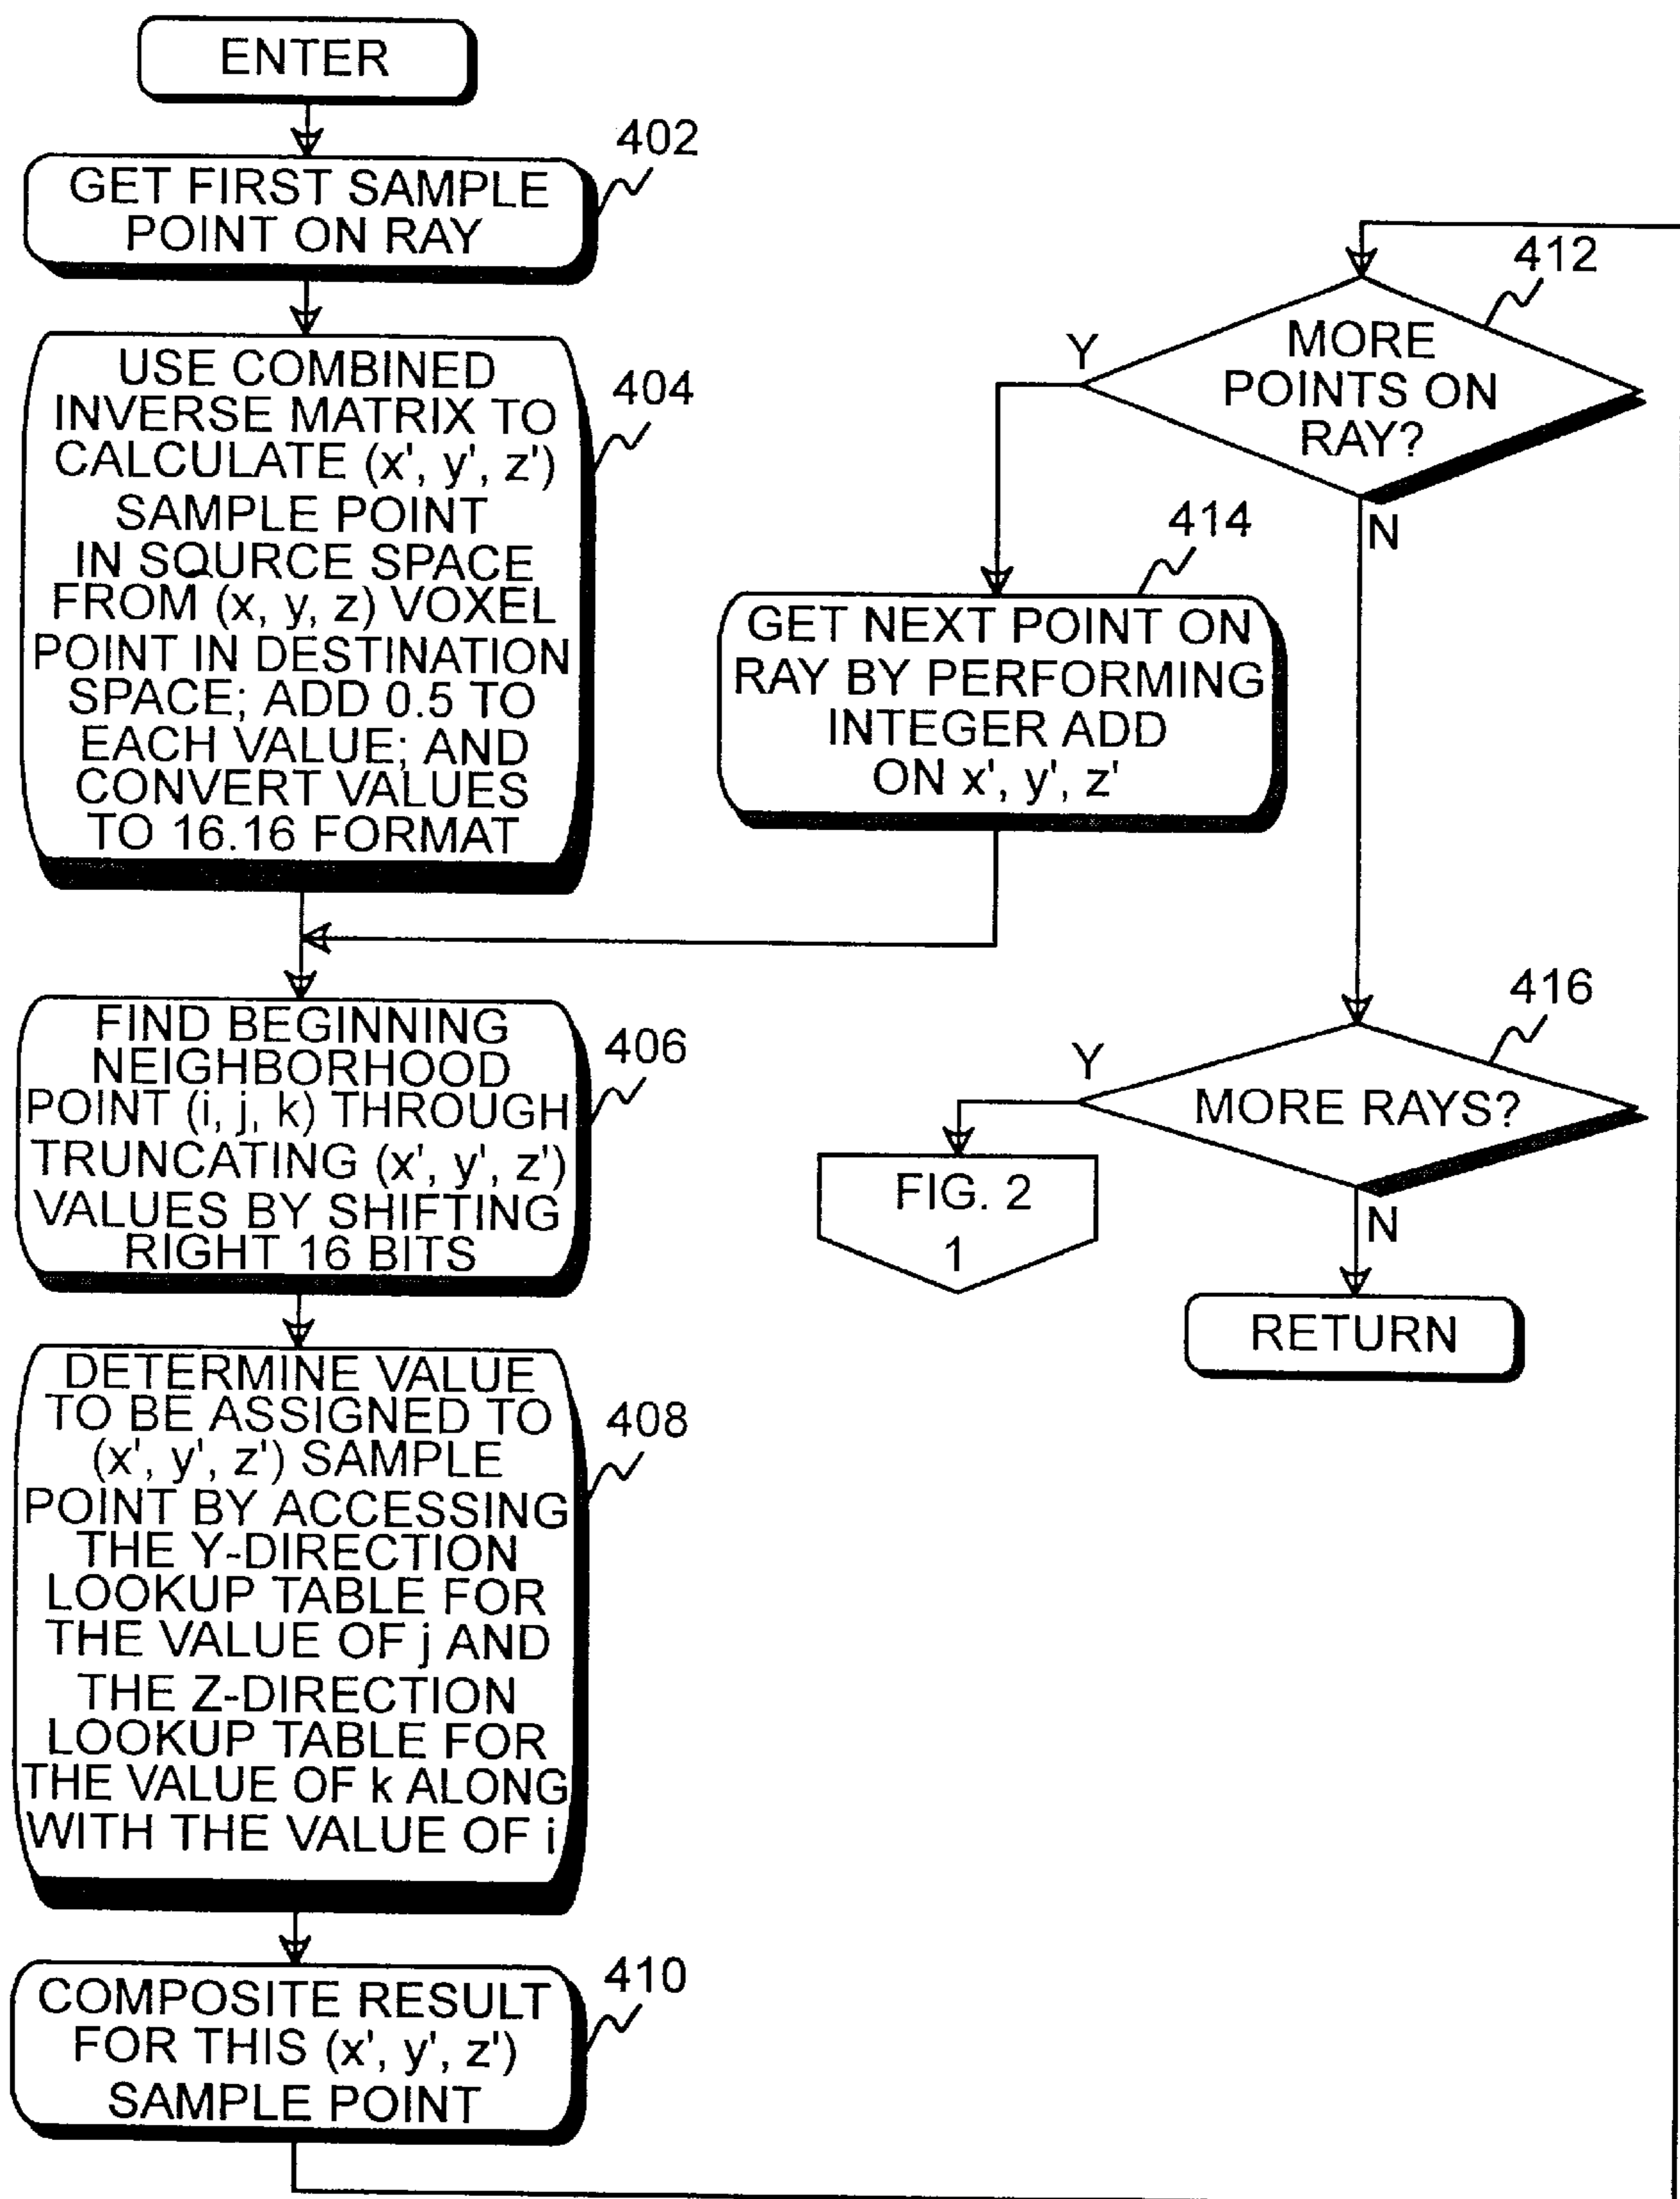 ENTER
402
GET FIRST SAMPLE
POINT ON RAY
404
USE COMBINED
INVERSE MATRIX TO
CALCULATE (x', y', z')
SAMPLE POINT
IN SOURCE SPACE
FROM (x, y, z) VOXEL
POINT IN DESTINATION
SPACE; ADD 0.5 TO
EACH VALUE; AND
CONVERT VALUES
TO 16.16 FORMAT
406
FIND BEGINNING
NEIGHBORHOOD
POINT (i, j, k) THROUGH
TRUNCATING (x', y', z')
VALUES BY SHIFTING
RIGHT 16 BITS
408
DETERMINE VALUE
TO BE ASSIGNED TO
(x', y', z') SAMPLE
POINT BY ACCESSING
THE Y-DIRECTION
LOOKUP TABLE FOR
THE VALUE OF j AND
THE Z-DIRECTION
LOOKUP TABLE FOR
THE VALUE OF k ALONG
WITH THE VALUE OF i
410
COMPOSITE RESULT
FOR THIS (x', y', z')
SAMPLE POINT
412
MORE
POINTS ON
RAY?
Y
N
414
GET NEXT POINT ON
RAY BY PERFORMING
INTEGER ADD
ON x', y', z'
416
MORE RAYS?
Y
N
FIG. 2
1
RETURN